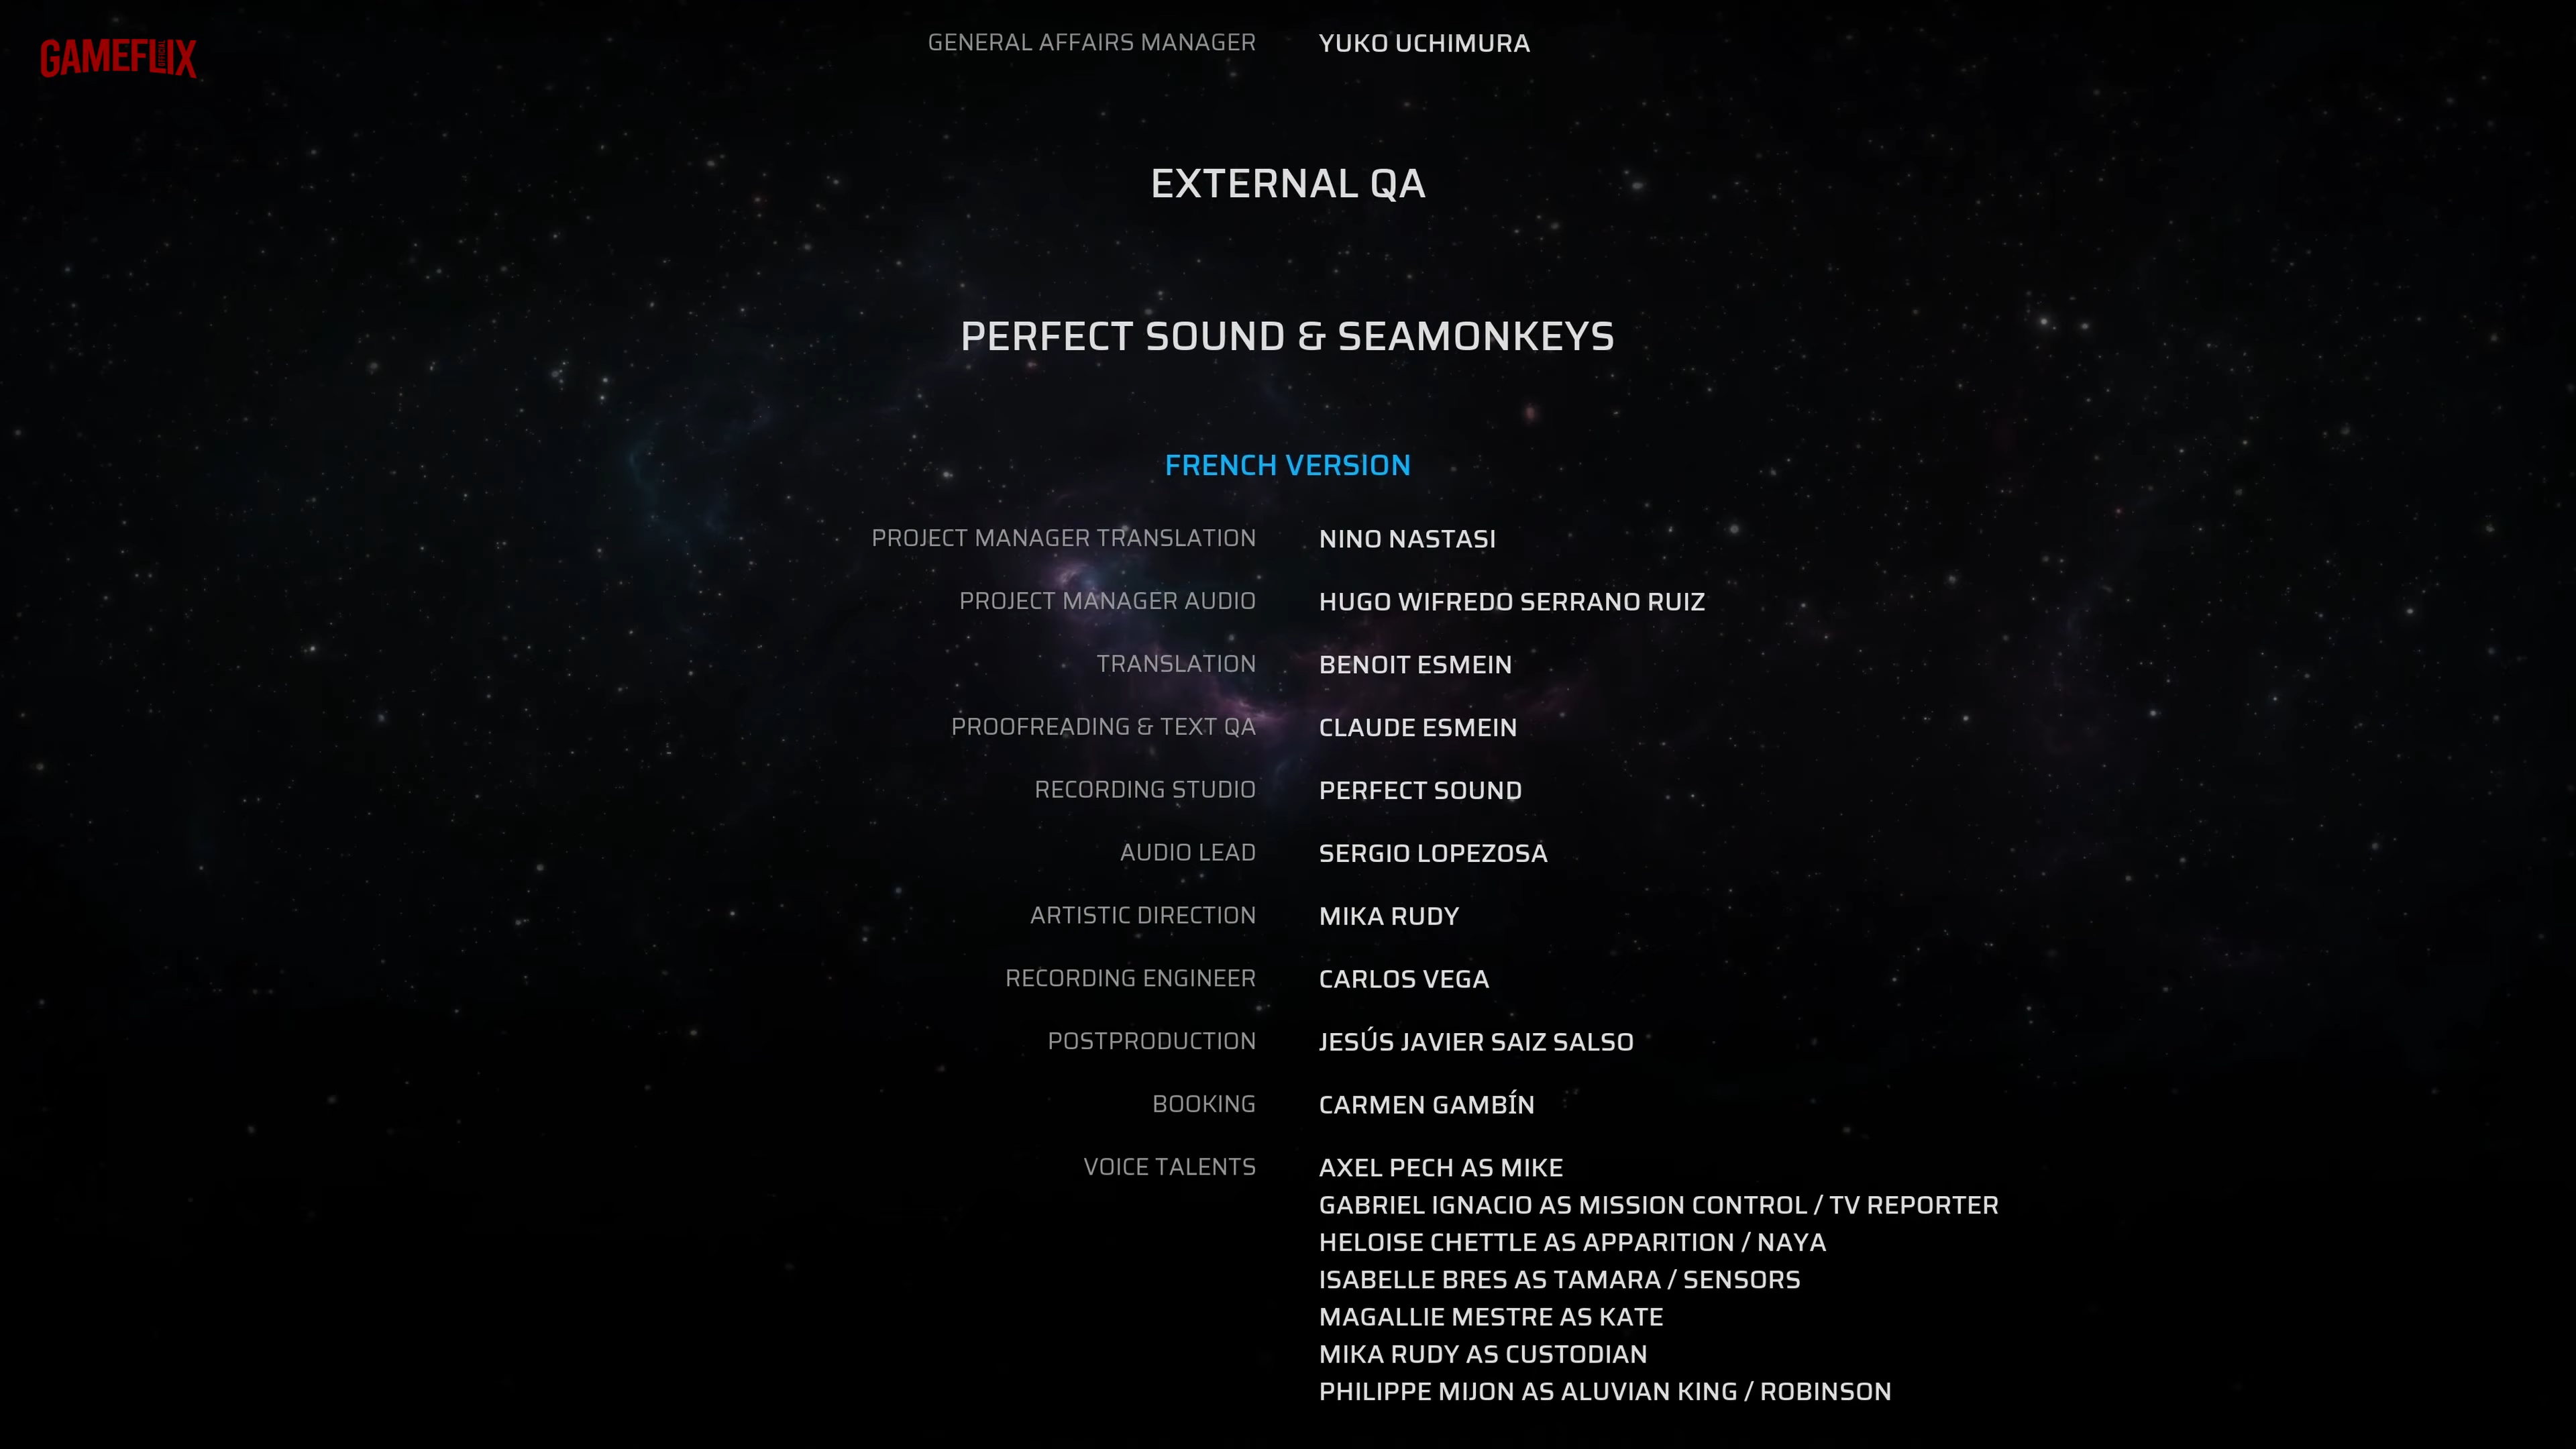 GAMEFLIX
GENERAL AFFAIRS MANAGER YUKO UCHIMURA
EXTERNAL QA
PERFECT SOUND & SEAMONKEYS
FRENCH VERSION
PROJECT MANAGER TRANSLATION NINO NASTASI
PROJECT MANAGER AUDIO HUGO WIFREDO SERRANO RUIZ
TRANSLATION BENOIT ESMEIN
PROOFREADING & TEXT QA CLAUDE ESMEIN
RECORDING STUDIO PERFECT SOUND
AUDIO LEAD SERGIO LOPEZOSA
ARTISTIC DIRECTION MIKA RUDY
RECORDING ENGINEER CARLOS VEGA
POSTPRODUCTION JESÚS JAVIER SAIZ SALSO
BOOKING CARMEN GAMBÍN
VOICE TALENTS AXEL PECH AS MIKE
GABRIEL IGNACIO AS MISSION CONTROL / TV REPORTER
HELOISE CHETTLE AS APPARITION / NAYA
ISABELLE BRES AS TAMARA / SENSORS
MAGALLIE MESTRE AS KATE
MIKA RUDY AS CUSTODIAN
PHILIPPE MIJON AS ALUVIAN KING / ROBINSON